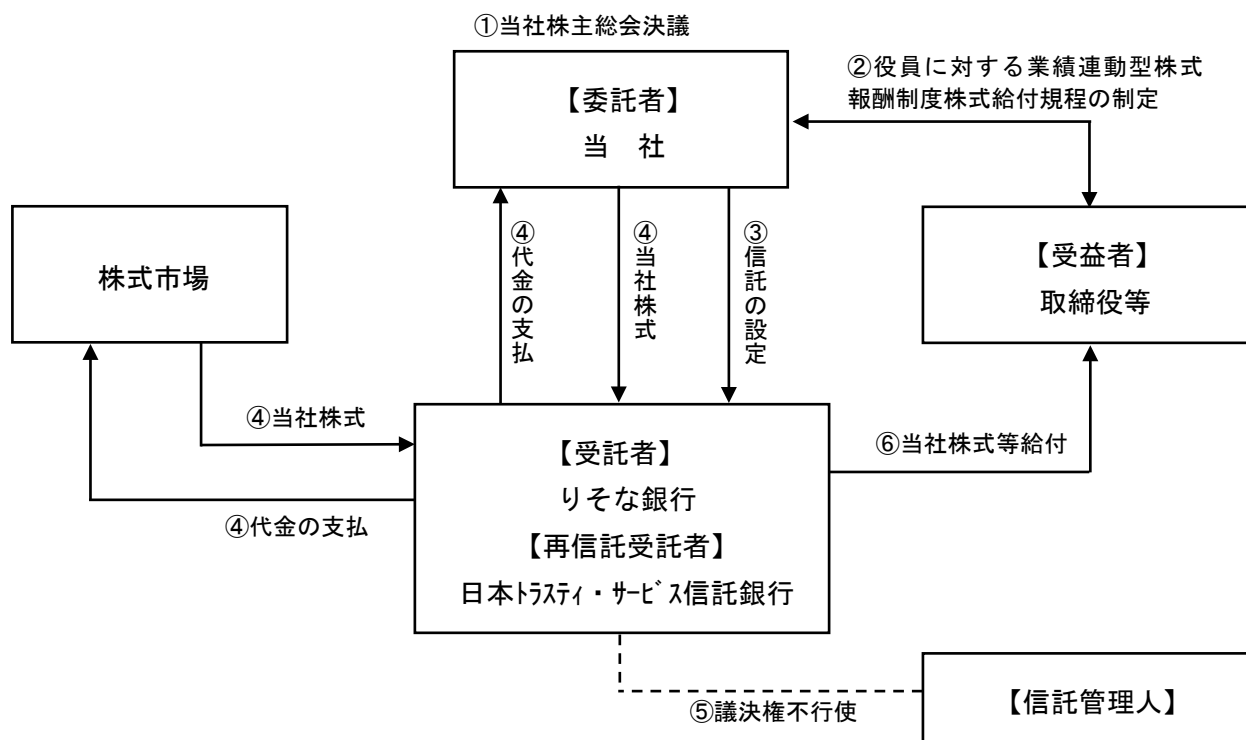 ①当社株主総会決議
【委託者】
当　社
②役員に対する業績連動型株式
報酬制度株式給付規程の制定
株式市場
④代金の支払
④当社株式
③信託の設定
【受益者】
取締役等
④当社株式
④代金の支払
【受託者】
りそな銀行
【再信託受託者】
日本ﾄﾗｽﾃｨ・ｻｰﾋﾞｽ信託銀行
⑥当社株式等給付
⑤議決権不行使
【信託管理人】